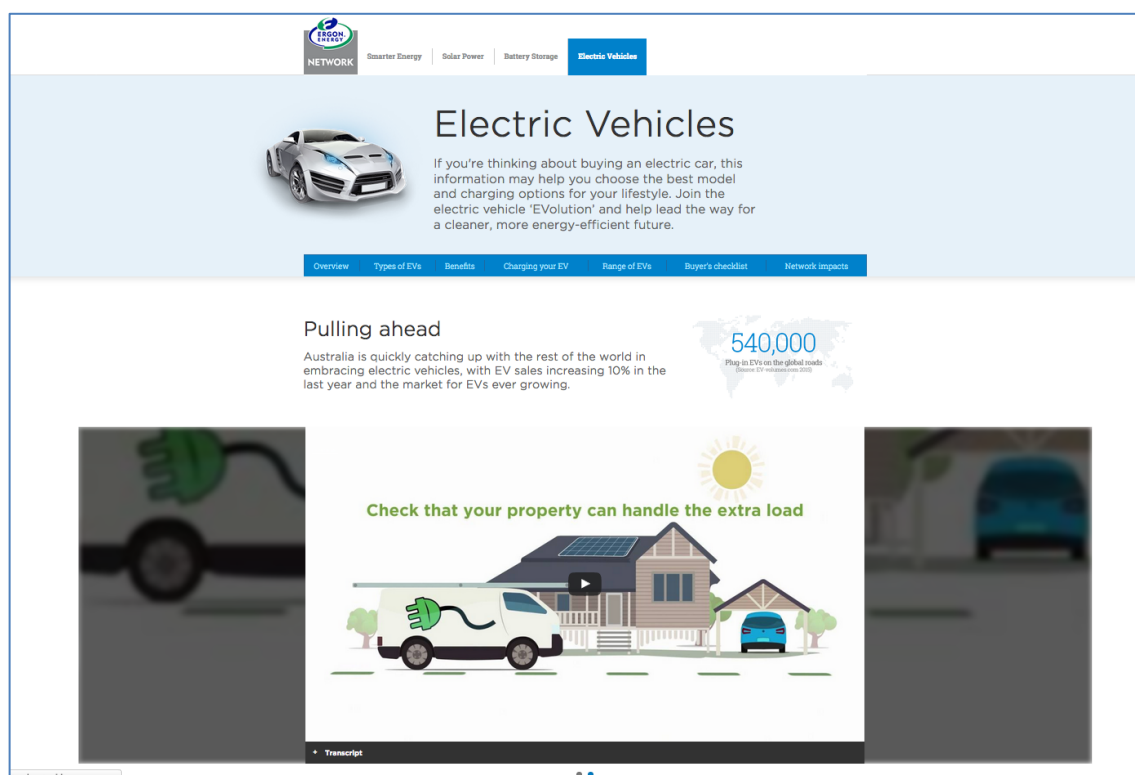 ERGON.
ENERGY
NETWORK
Smarter Energy
Solar Power
Battery Storage
Electric Vehicles
Electric Vehicles
If you're thinking about buying an electric car, this
information may help you choose the best model
and charging options for your lifestyle. Join the
electric vehicle 'EVolution' and help lead the way for
a cleaner, more energy-efficient future.
Overview
Types of EVs
Benefits
Charging your EV
Range of EVs
Buyer's checklist
Network impacts
Pulling ahead
Australia is quickly catching up with the rest of the world in
embracing electric vehicles, with EV sales increasing 10% in the
last year and the market for EVs ever growing.
540,000
Plug-in EVs on the global roads
(Source: EV-volumes.com 2015)
Check that your property can handle the extra load
+ Transcript